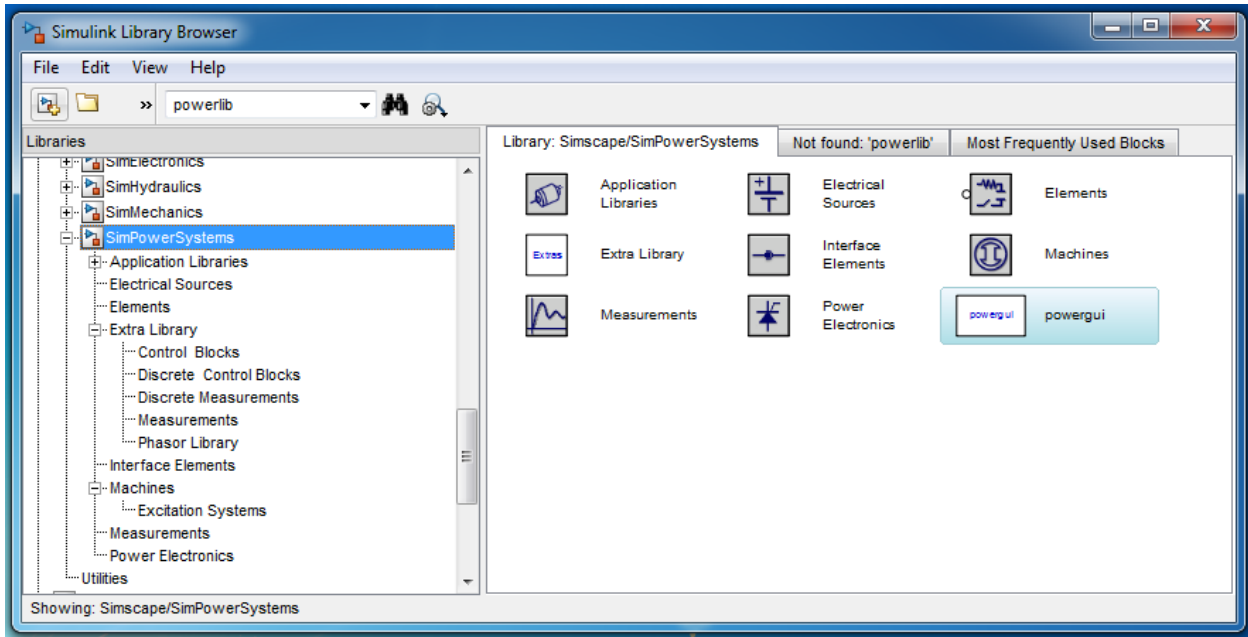 Simulink Library Browser
File Edit View Help
» powerlib
Libraries
SimElectronics
SimHydraulics
SimMechanics
SimPowerSystems
Application Libraries
Electrical Sources
Elements
Extra Library
Control Blocks
Discrete Control Blocks
Discrete Measurements
Measurements
Phasor Library
Interface Elements
Machines
Excitation Systems
Measurements
Power Electronics
Utilities
Library: Simscape/SimPowerSystems Not found: 'powerlib' Most Frequently Used Blocks
Application
Libraries
Electrical
Sources
Elements
Extras
Extra Library
Interface
Elements
Machines
Measurements
Power
Electronics
powergui
powergui
Showing: Simscape/SimPowerSystems